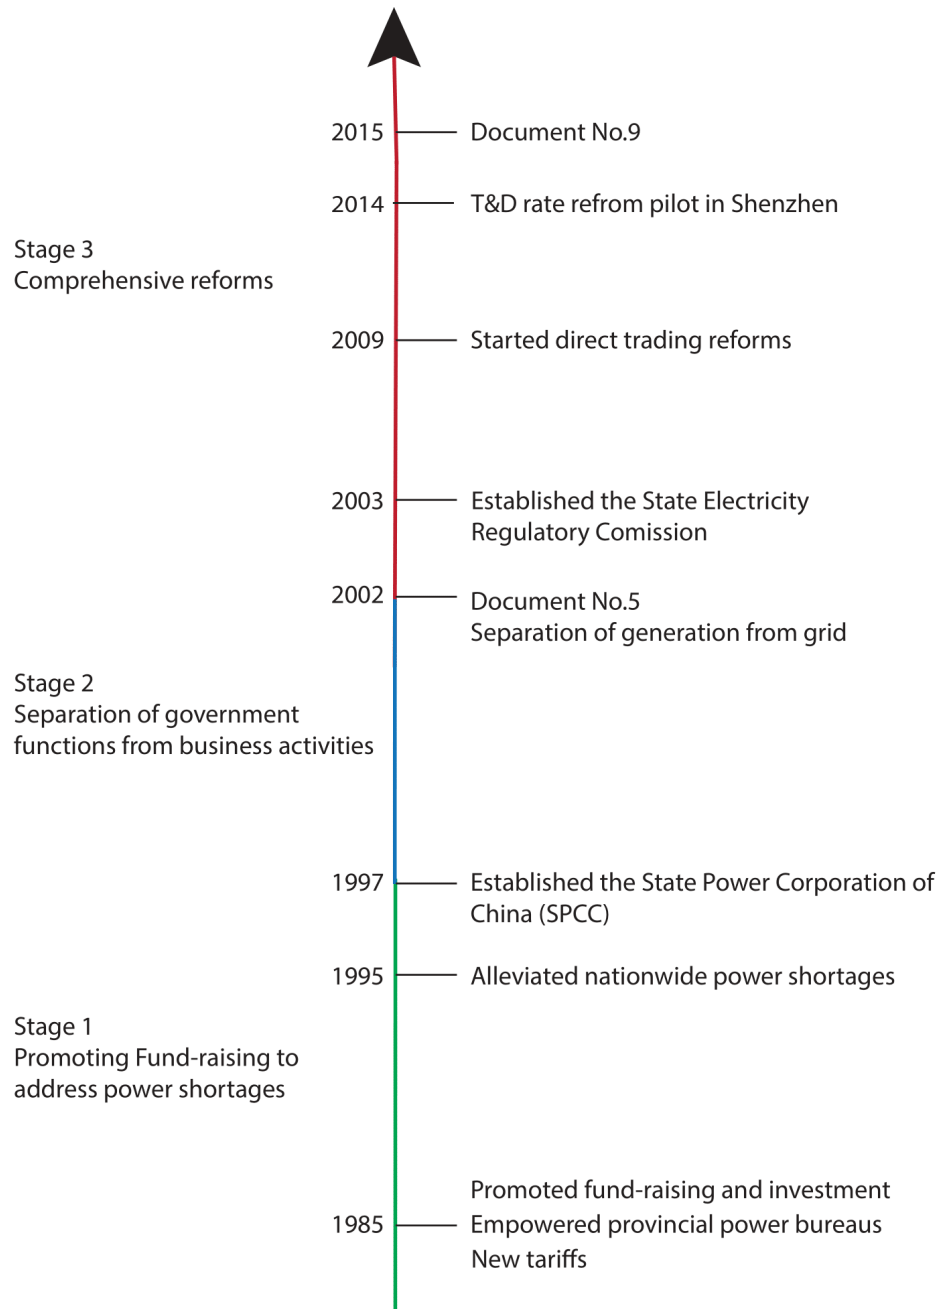 2015 Document No.9
2014 T&D rate refrom pilot in Shenzhen
Stage 3
Comprehensive reforms
2009 Started direct trading reforms
2003 Established the State Electricity
Regulatory Comission
2002 Document No.5
Separation of generation from grid
Stage 2
Separation of government
functions from business activities
1997 Established the State Power Corporation of
China (SPCC)
1995 Alleviated nationwide power shortages
Stage 1
Promoting Fund-raising to
address power shortages
Promoted fund-raising and investment
1985 Empowered provincial power bureaus
New tariffs